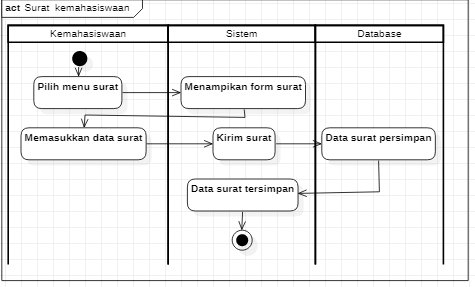 act Surat kemahasiswaan
Kemahasiswaan Sistem Database
Pilih menu surat Menampikan form surat
Memasukkan data surat Kirim surat Data surat persimpan
Data surat tersimpan